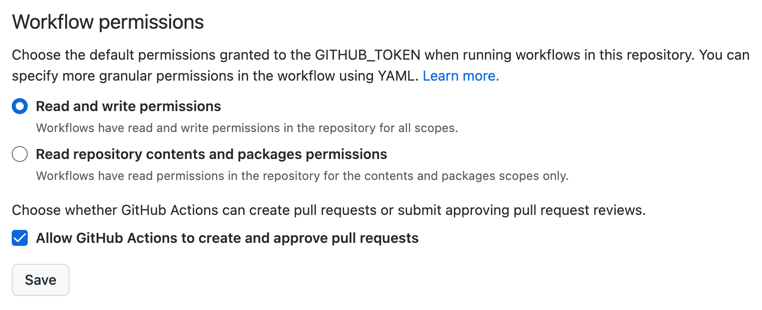 Workflow permissions
Choose the default permissions granted to the GITHUB_TOKEN when running workflows in this repository. You can
specify more granular permissions in the workflow using YAML. Learn more.
Read and write permissions
Workflows have read and write permissions in the repository for all scopes.
Read repository contents and packages permissions
Workflows have read permissions in the repository for the contents and packages scopes only.
Choose whether GitHub Actions can create pull requests or submit approving pull request reviews.
Allow GitHub Actions to create and approve pull requests
Save